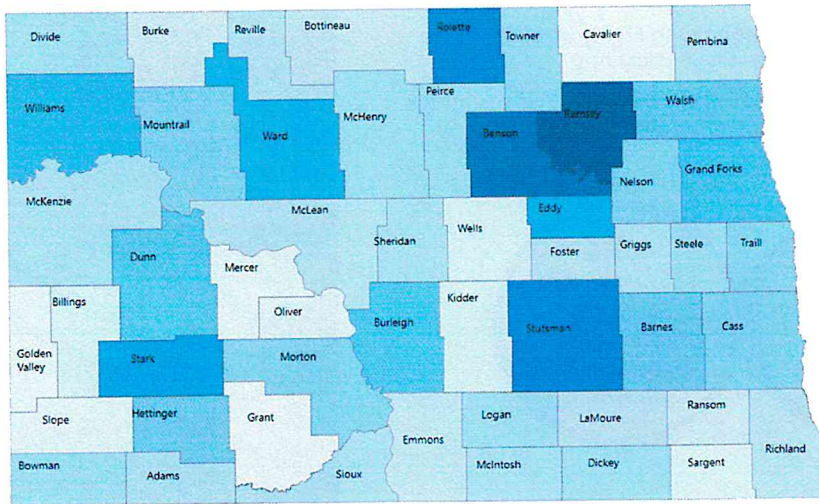 Divide
Burke
Reville
Bottineau
Rolette
Towner
Cavalier
Pembina
Williams
Mountrail
Ward
McHenry
Peirce
Benson
Ramsey
Walsh
Nelson
Grand Forks
McKenzie
McLean
Sheridan
Wells
Eddy
Foster
Griggs
Steele
Traill
Dunn
Mercer
Oliver
Billings
Golden
Valley
Stark
Morton
Burleigh
Kidder
Stutsman
Barnes
Cass
Slope
Hettinger
Grant
Emmons
Logan
LaMoure
Ransom
Richland
Bowman
Adams
Sioux
McIntosh
Dickey
Sargent